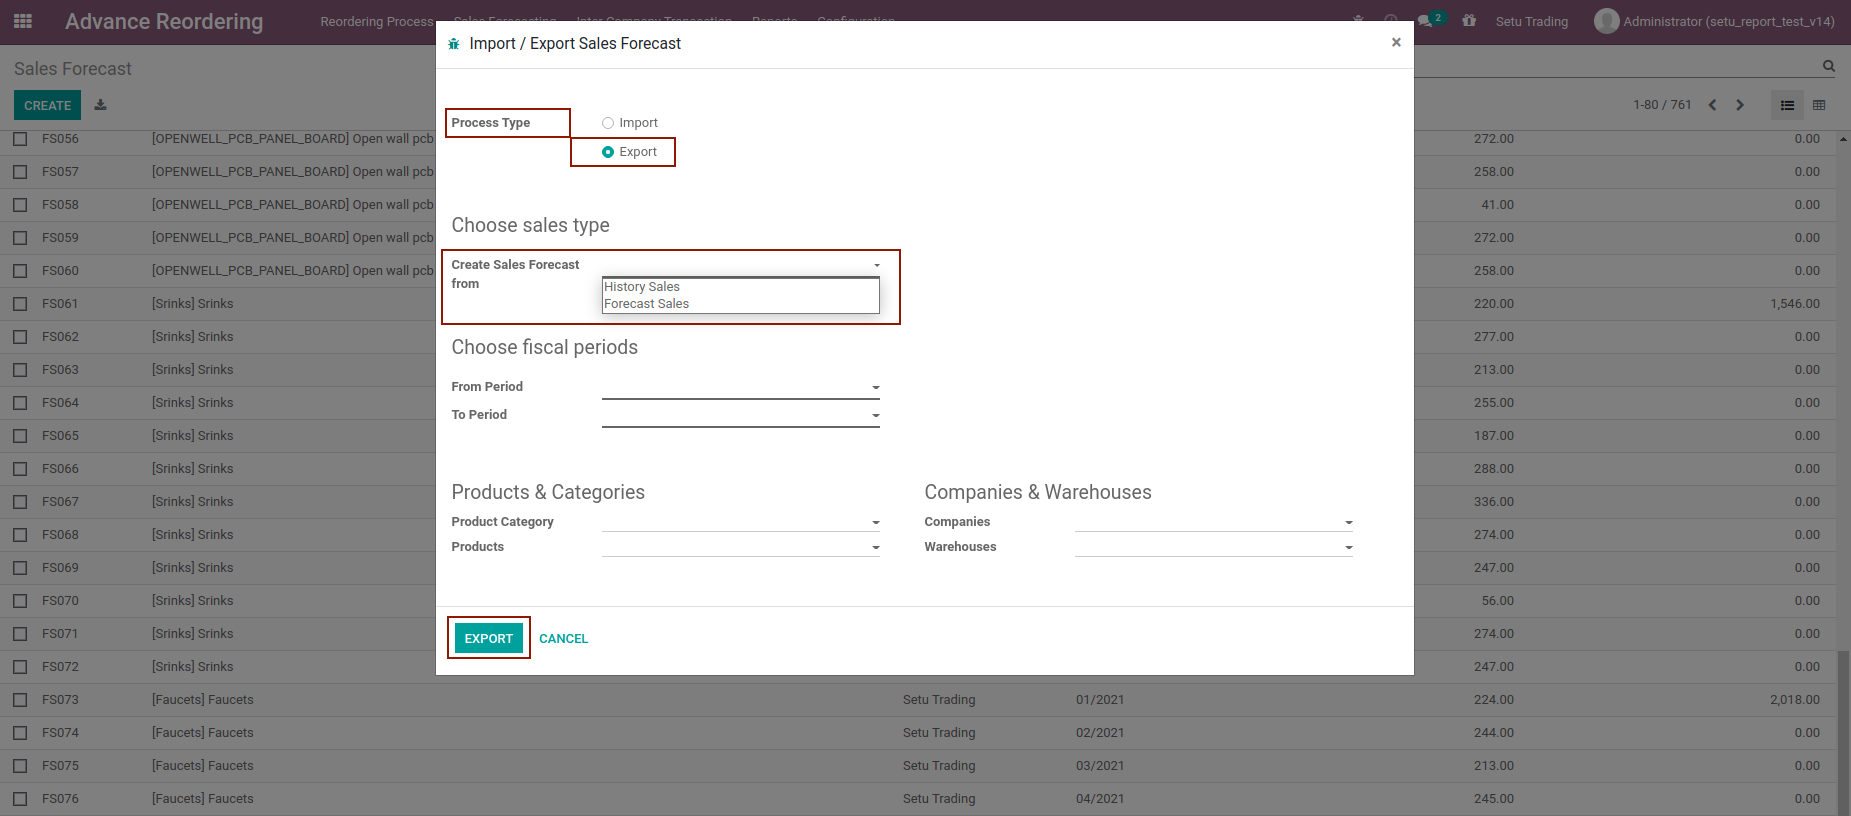 Advance Reordering Reordering Process Sales Forecasting Inter Company Transaction Reports Configuration 2 Setu Trading Administrator (setu_report_test_v14)
Import / Export Sales Forecast ×
Sales Forecast
CREATE 1-80 / 761
Process Type Import
Export
Choose sales type
Create Sales Forecast from
History Sales
Forecast Sales
Choose fiscal periods
From Period
To Period
Products & Categories Companies & Warehouses
Product Category Companies
Products Warehouses
EXPORT CANCEL
FS056 [OPENWELL_PCB_PANEL_BOARD] Open wall pcb 272.00 0.00
FS057 [OPENWELL_PCB_PANEL_BOARD] Open wall pcb 258.00 0.00
FS058 [OPENWELL_PCB_PANEL_BOARD] Open wall pcb 41.00 0.00
FS059 [OPENWELL_PCB_PANEL_BOARD] Open wall pcb 272.00 0.00
FS060 [OPENWELL_PCB_PANEL_BOARD] Open wall pcb 258.00 0.00
FS061 [Srinks] Srinks 220.00 1,546.00
FS062 [Srinks] Srinks 277.00 0.00
FS063 [Srinks] Srinks 213.00 0.00
FS064 [Srinks] Srinks 255.00 0.00
FS065 [Srinks] Srinks 187.00 0.00
FS066 [Srinks] Srinks 288.00 0.00
FS067 [Srinks] Srinks 336.00 0.00
FS068 [Srinks] Srinks 274.00 0.00
FS069 [Srinks] Srinks 247.00 0.00
FS070 [Srinks] Srinks 56.00 0.00
FS071 [Srinks] Srinks 274.00 0.00
FS072 [Srinks] Srinks 247.00 0.00
FS073 [Faucets] Faucets Setu Trading 01/2021 224.00 2,018.00
FS074 [Faucets] Faucets Setu Trading 02/2021 244.00 0.00
FS075 [Faucets] Faucets Setu Trading 03/2021 213.00 0.00
FS076 [Faucets] Faucets Setu Trading 04/2021 245.00 0.00